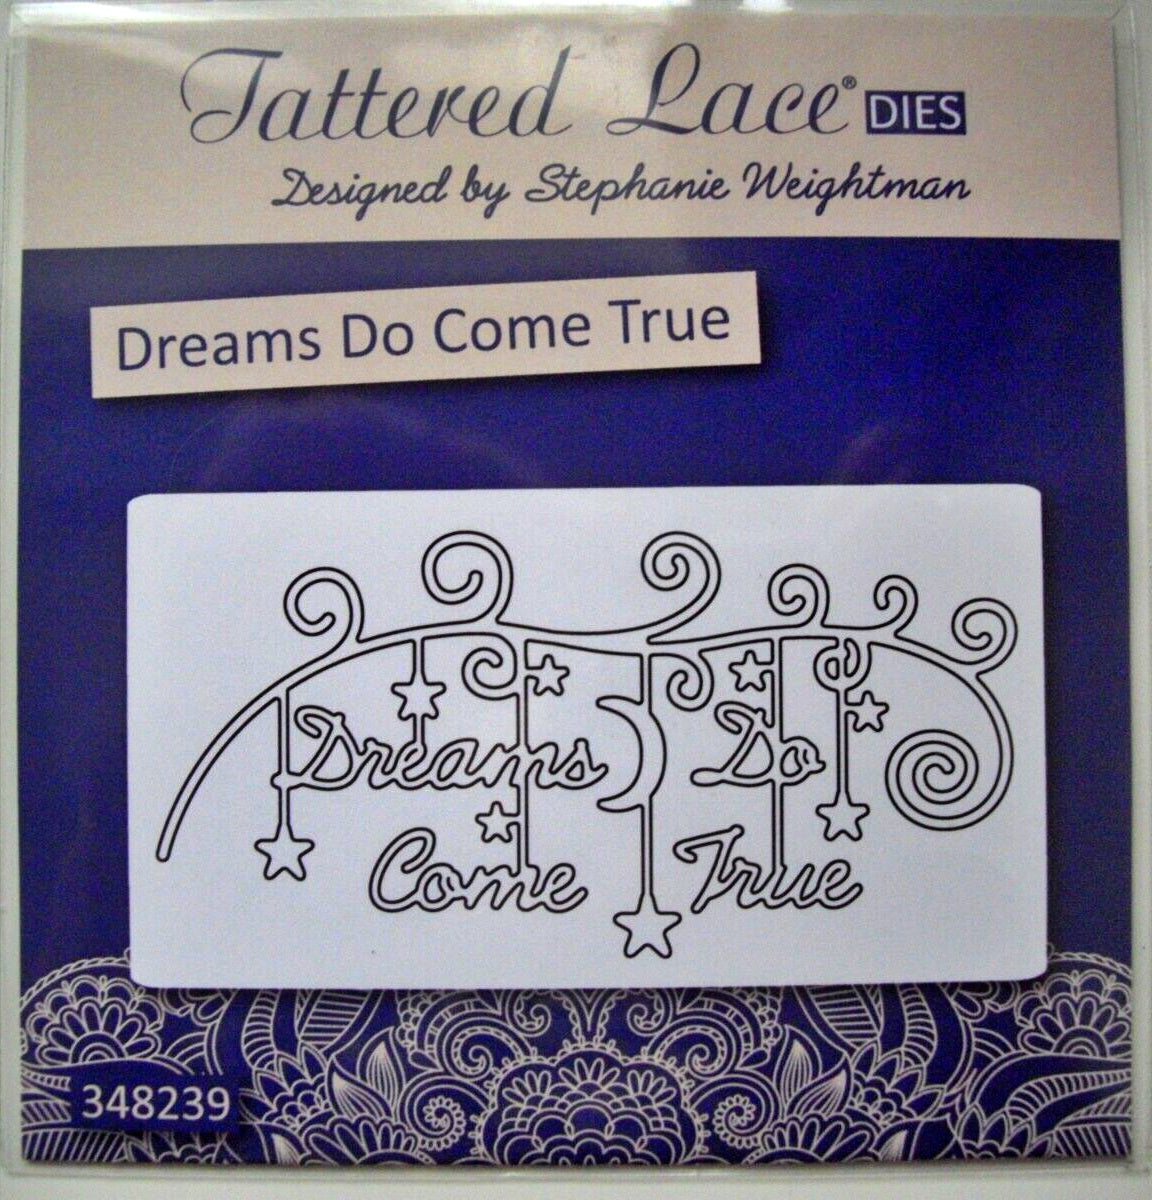 Tattered Lace® DIES
Designed by Stephanie Weightman
Dreams Do Come True
Dreams Do
Come True
348239